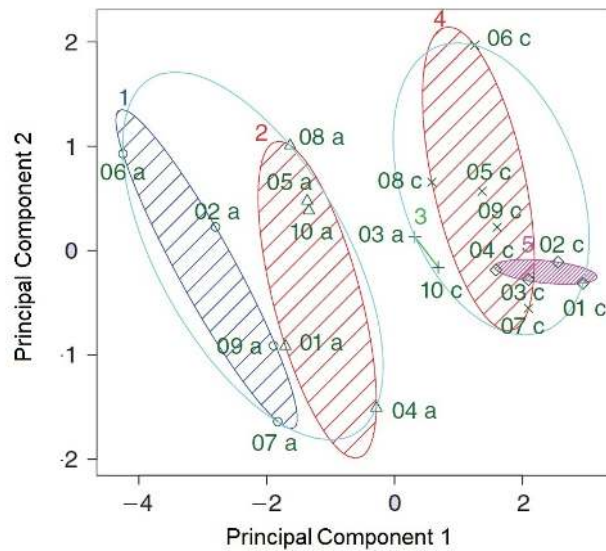 4
2
06 c
1
08 a
1
2
06 a
05 a
08 c
05 c
02 a
10 a
3
09 c
0
03 a
04 c
5
02 c
10 c
03 c
01 c
07 c
-1
09 a
01 a
04 a
07 a
-2
−4
−2
0
2
Principal Component 1
Principal Component 2